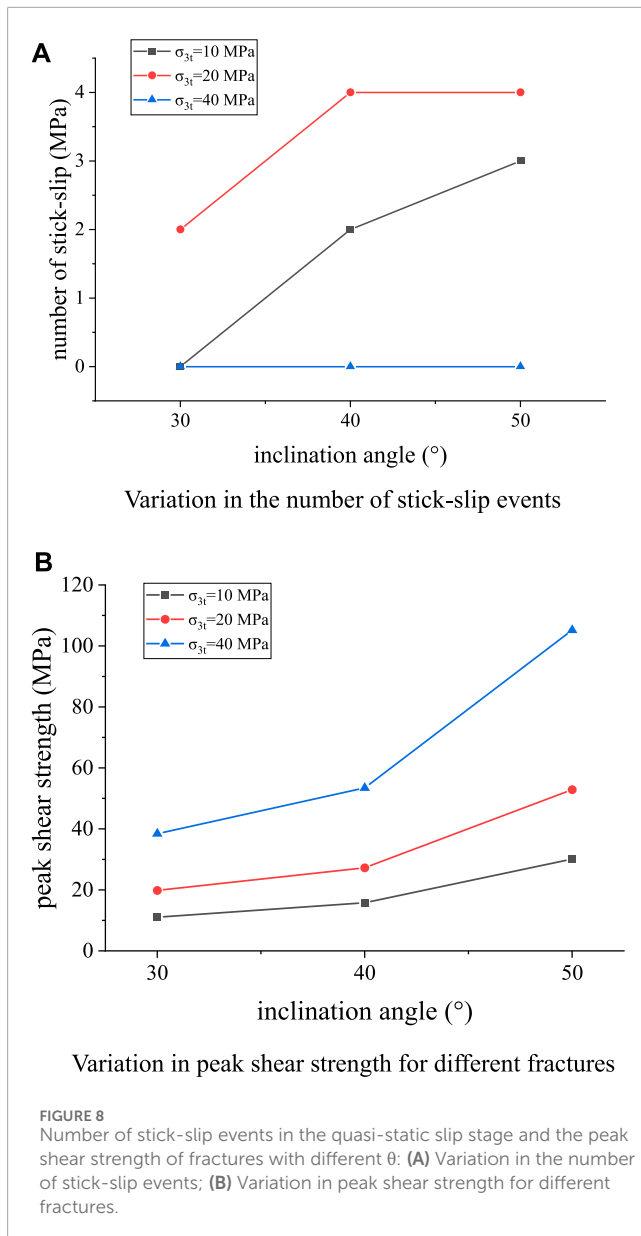 A
σ3t=10 MPa
σ3t=20 MPa
σ3t=40 MPa
number of stick-slip (MPa)
4
3
2
1
0
30
40
50
inclination angle (°)
Variation in the number of stick-slip events
B
σ3t=10 MPa
σ3t=20 MPa
σ3t=40 MPa
peak shear strength (MPa)
120
100
80
60
40
20
0
30
40
50
inclination angle (°)
Variation in peak shear strength for different fractures
FIGURE 8
Number of stick-slip events in the quasi-static slip stage and the peak
shear strength of fractures with different θ: (A) Variation in the number
of stick-slip events; (B) Variation in peak shear strength for different
fractures.